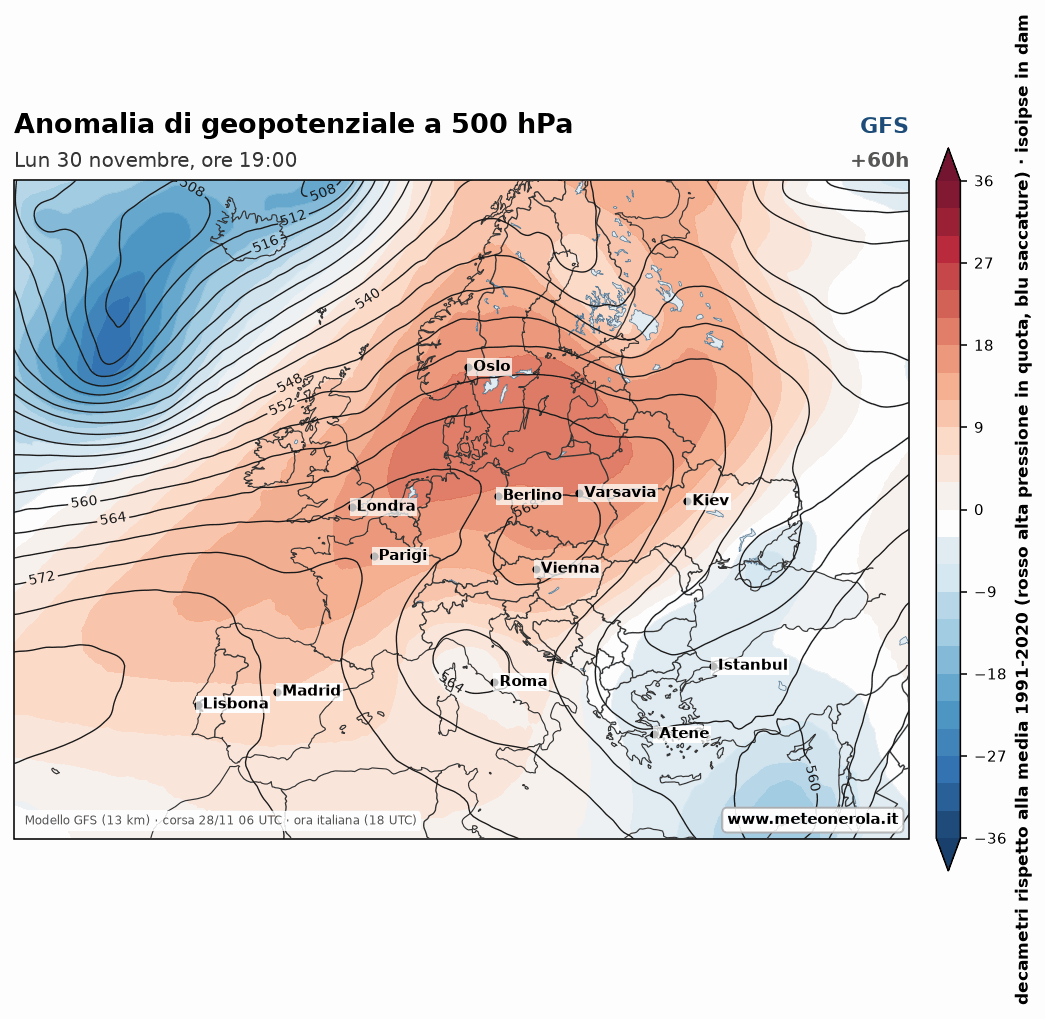 Anomalia di geopotenziale a 500 hPa
GFS
Lun 30 novembre, ore 19:00
+60h
508
508
512
516
540
548
552
560
564
572
564
560
Oslo
Londra
Berlino
Varsavia
Kiev
Parigi
Vienna
Istanbul
Roma
Madrid
Lisbona
Atene
Modello GFS (13 km) · corsa 28/11 06 UTC · ora italiana (18 UTC)
www.meteonerola.it
36
27
18
9
0
−9
−18
−27
−36
decametri rispetto alla media 1991-2020 (rosso alta pressione in quota, blu saccature) · isoipse in dam